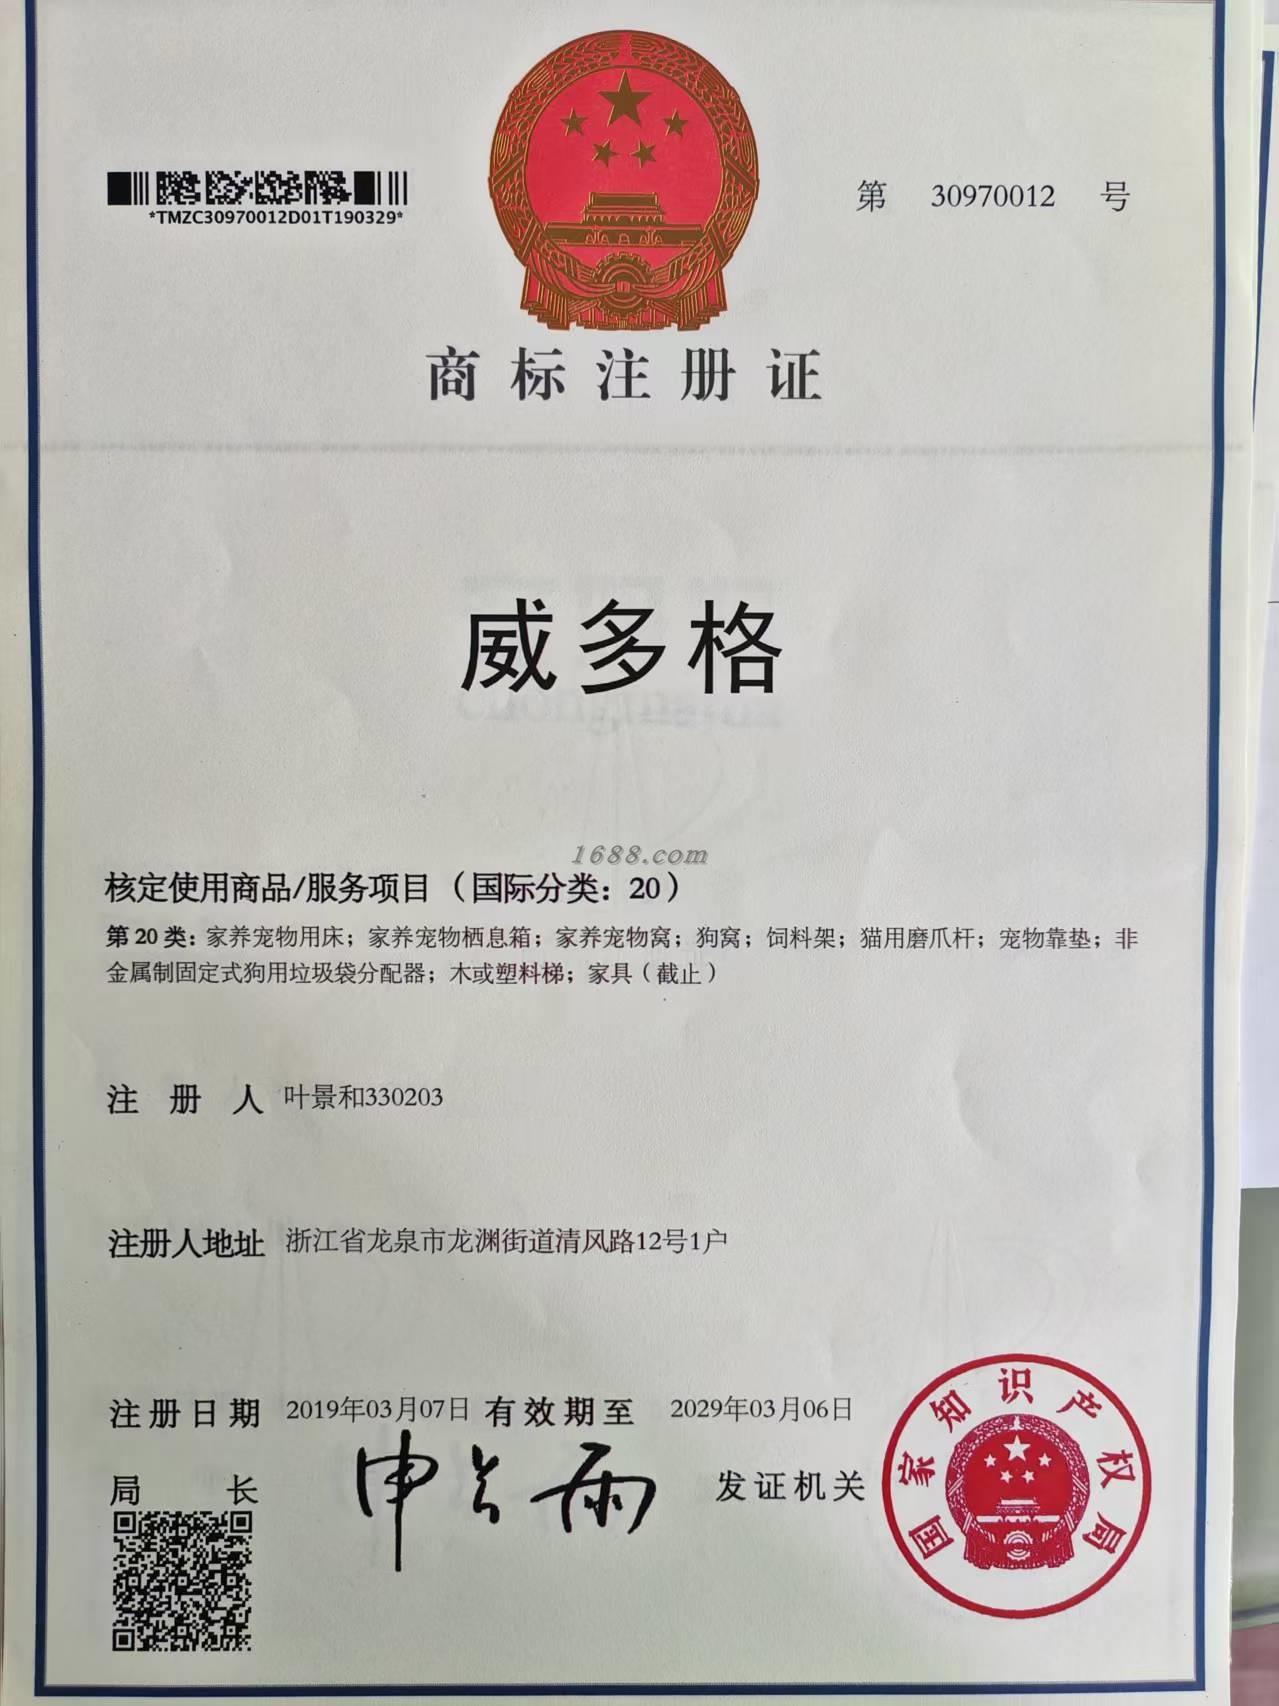 *TMZC30970012D01T190329*
第 30970012 号
商标注册证
威多格
1688.com
核定使用商品/服务项目（国际分类：20）
第20类：家养宠物用床；家养宠物栖息箱；家养宠物窝；狗窝；饲料架；猫用磨爪杆；宠物靠垫；非
金属制固定式狗用垃圾袋分配器；木或塑料梯；家具（截止）
注册人 叶景和330203
注册人地址 浙江省龙泉市龙渊街道清风路12号1户
注册日期 2019年03月07日 有效期至 2029年03月06日
局长 申长雨 发证机关
国家知识产权局